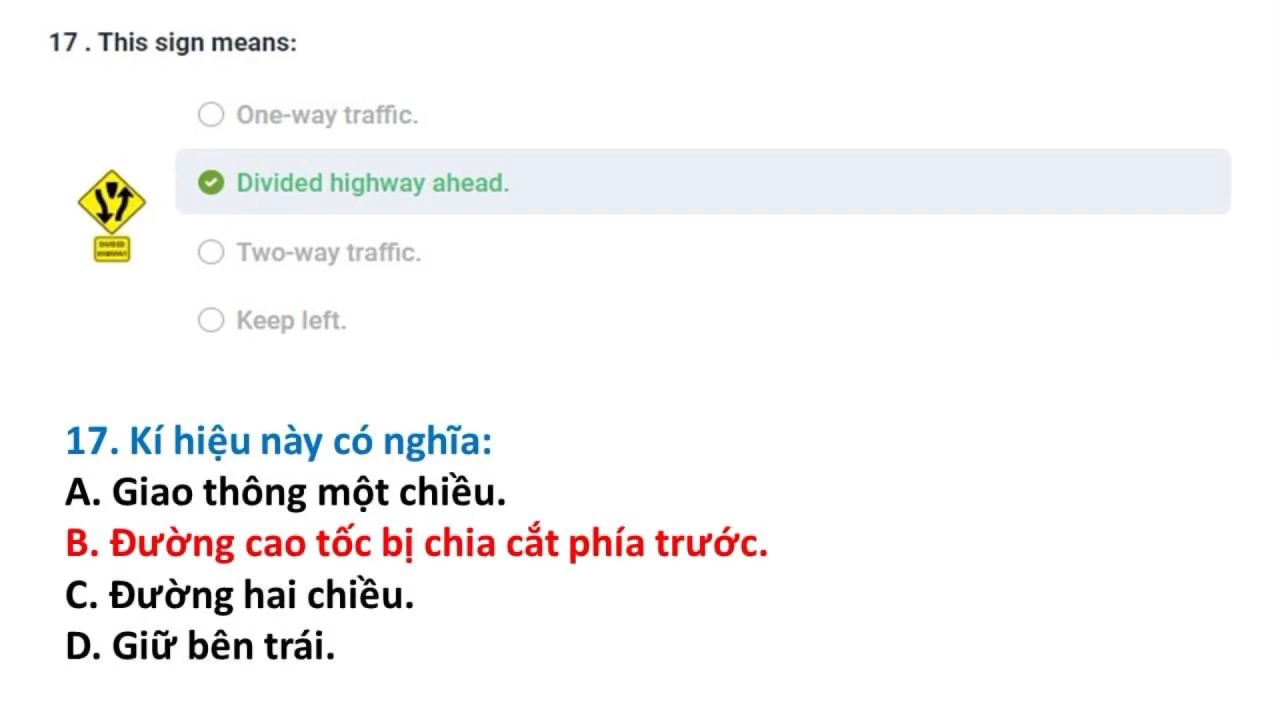 17 . This sign means:
One-way traffic.
Divided highway ahead.
DIVIDED
HIGHWAY
Two-way traffic.
Keep left.
17. Kí hiệu này có nghĩa:
A. Giao thông một chiều.
B. Đường cao tốc bị chia cắt phía trước.
C. Đường hai chiều.
D. Giữ bên trái.